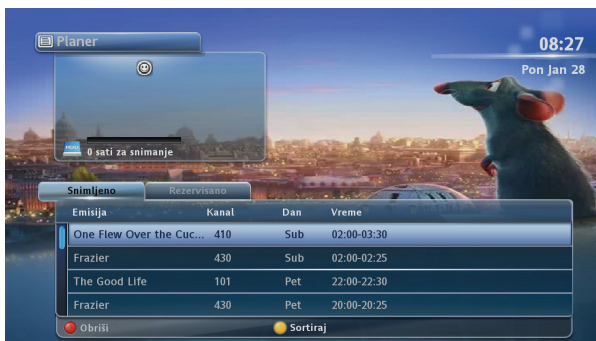 Planer
08:27
Pon Jan 28
0 sati za snimanje
Snimljeno Rezervisano
Emisija Kanal Dan Vreme
One Flew Over the Cuc... 410 Sub 02:00-03:30
Frazier 430 Sub 02:00-02:25
The Good Life 101 Pet 22:00-22:30
Frazier 430 Pet 20:00-20:25
Obriši Sortiraj